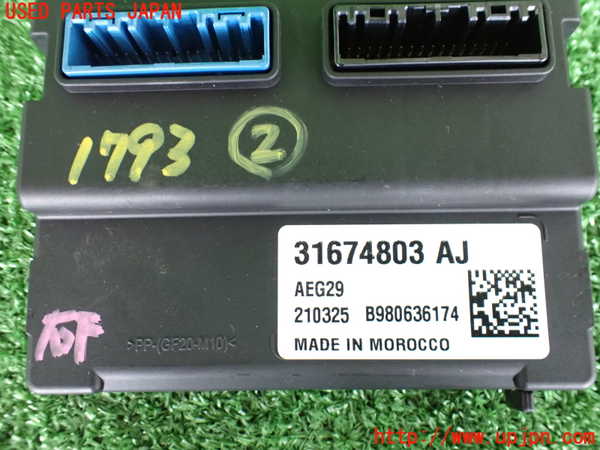 USED PARTS JAPAN
1793 ②
31674803 AJ
AEG29
210325 B980636174
MADE IN MOROCCO
>PP-(GF20-M10)<
http://www.upjpn.com